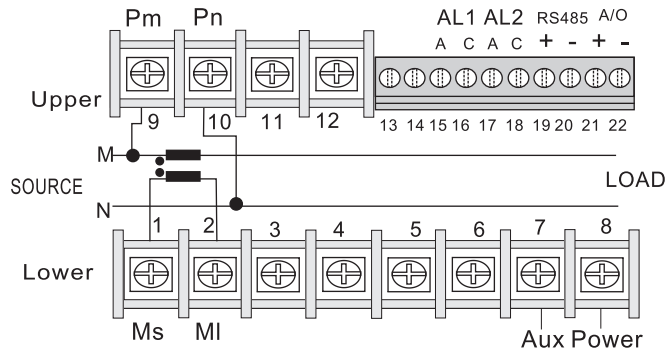 Pm Pn AL1 AL2 RS485 A/O
A C A C + - + -
Upper
9 10 11 12 13 14 15 16 17 18 19 20 21 22
M
SOURCE LOAD
N
1 2 3 4 5 6 7 8
Lower
Ms Ml Aux Power